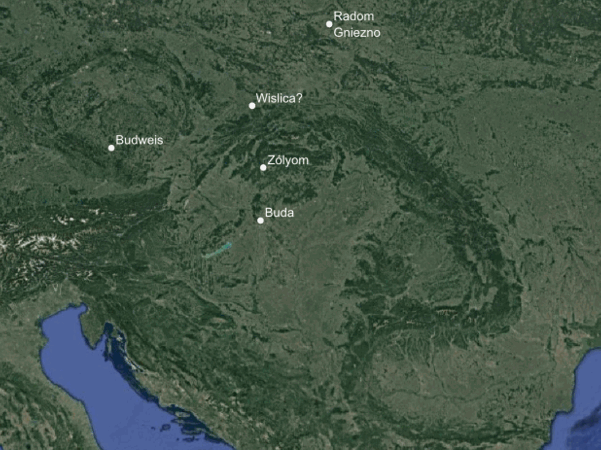 Radom
Gniezno
Wislica?
Budweis
Zólyom
Buda